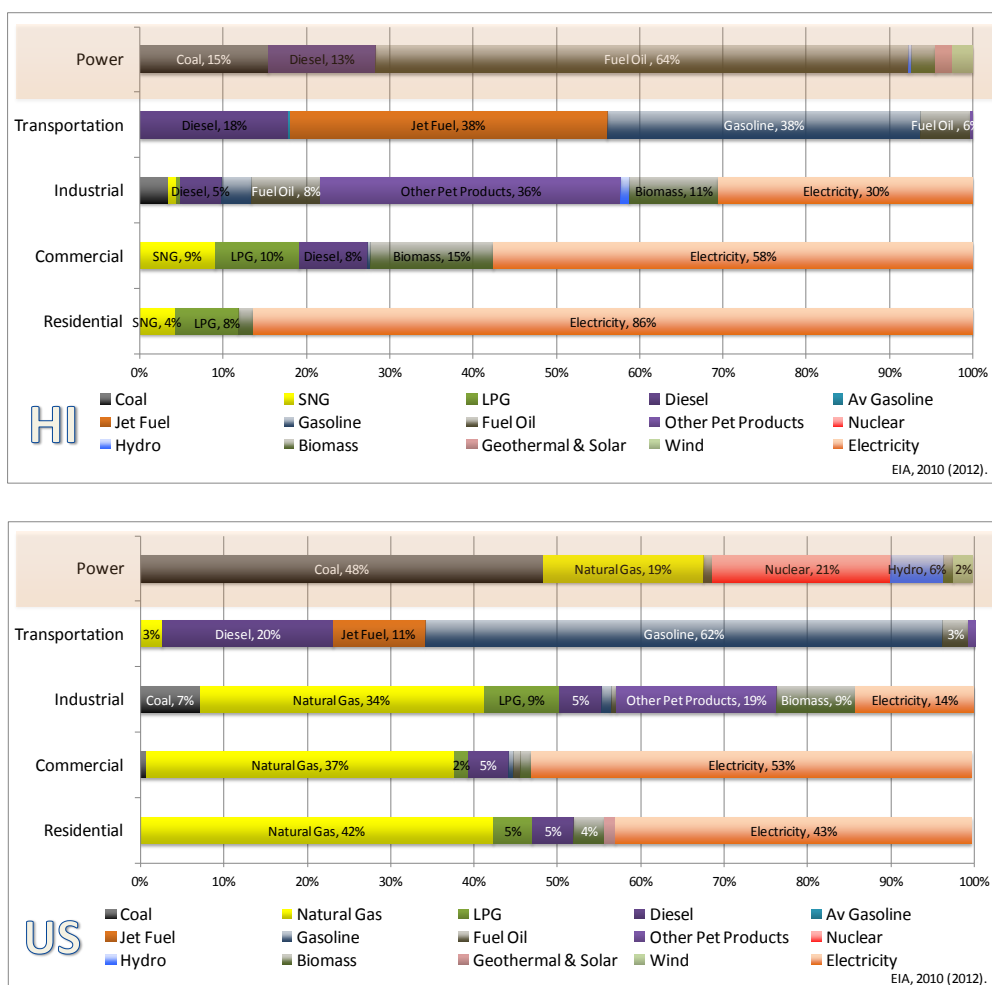 Power
Coal, 15% Diesel, 13% Fuel Oil , 64%
Transportation
Diesel, 18% Jet Fuel, 38% Gasoline, 38% Fuel Oil , 6%
Industrial
Diesel, 5% Fuel Oil , 8% Other Pet Products, 36% Biomass, 11% Electricity, 30%
Commercial
SNG, 9% LPG, 10% Diesel, 8% Biomass, 15% Electricity, 58%
Residential
SNG, 4% LPG, 8% Electricity, 86%
0% 10% 20% 30% 40% 50% 60% 70% 80% 90% 100%
HI
Coal SNG LPG Diesel Av Gasoline
Jet Fuel Gasoline Fuel Oil Other Pet Products Nuclear
Hydro Biomass Geothermal & Solar Wind Electricity
EIA, 2010 (2012).
Power
Coal, 48% Natural Gas, 19% Nuclear, 21% Hydro, 6% 2%
Transportation
3% Diesel, 20% Jet Fuel, 11% Gasoline, 62% 3%
Industrial
Coal, 7% Natural Gas, 34% LPG, 9% 5% Other Pet Products, 19% Biomass, 9% Electricity, 14%
Commercial
Natural Gas, 37% 2% 5% Electricity, 53%
Residential
Natural Gas, 42% 5% 5% 4% Electricity, 43%
0% 10% 20% 30% 40% 50% 60% 70% 80% 90% 100%
US
Coal Natural Gas LPG Diesel Av Gasoline
Jet Fuel Gasoline Fuel Oil Other Pet Products Nuclear
Hydro Biomass Geothermal & Solar Wind Electricity
EIA, 2010 (2012).